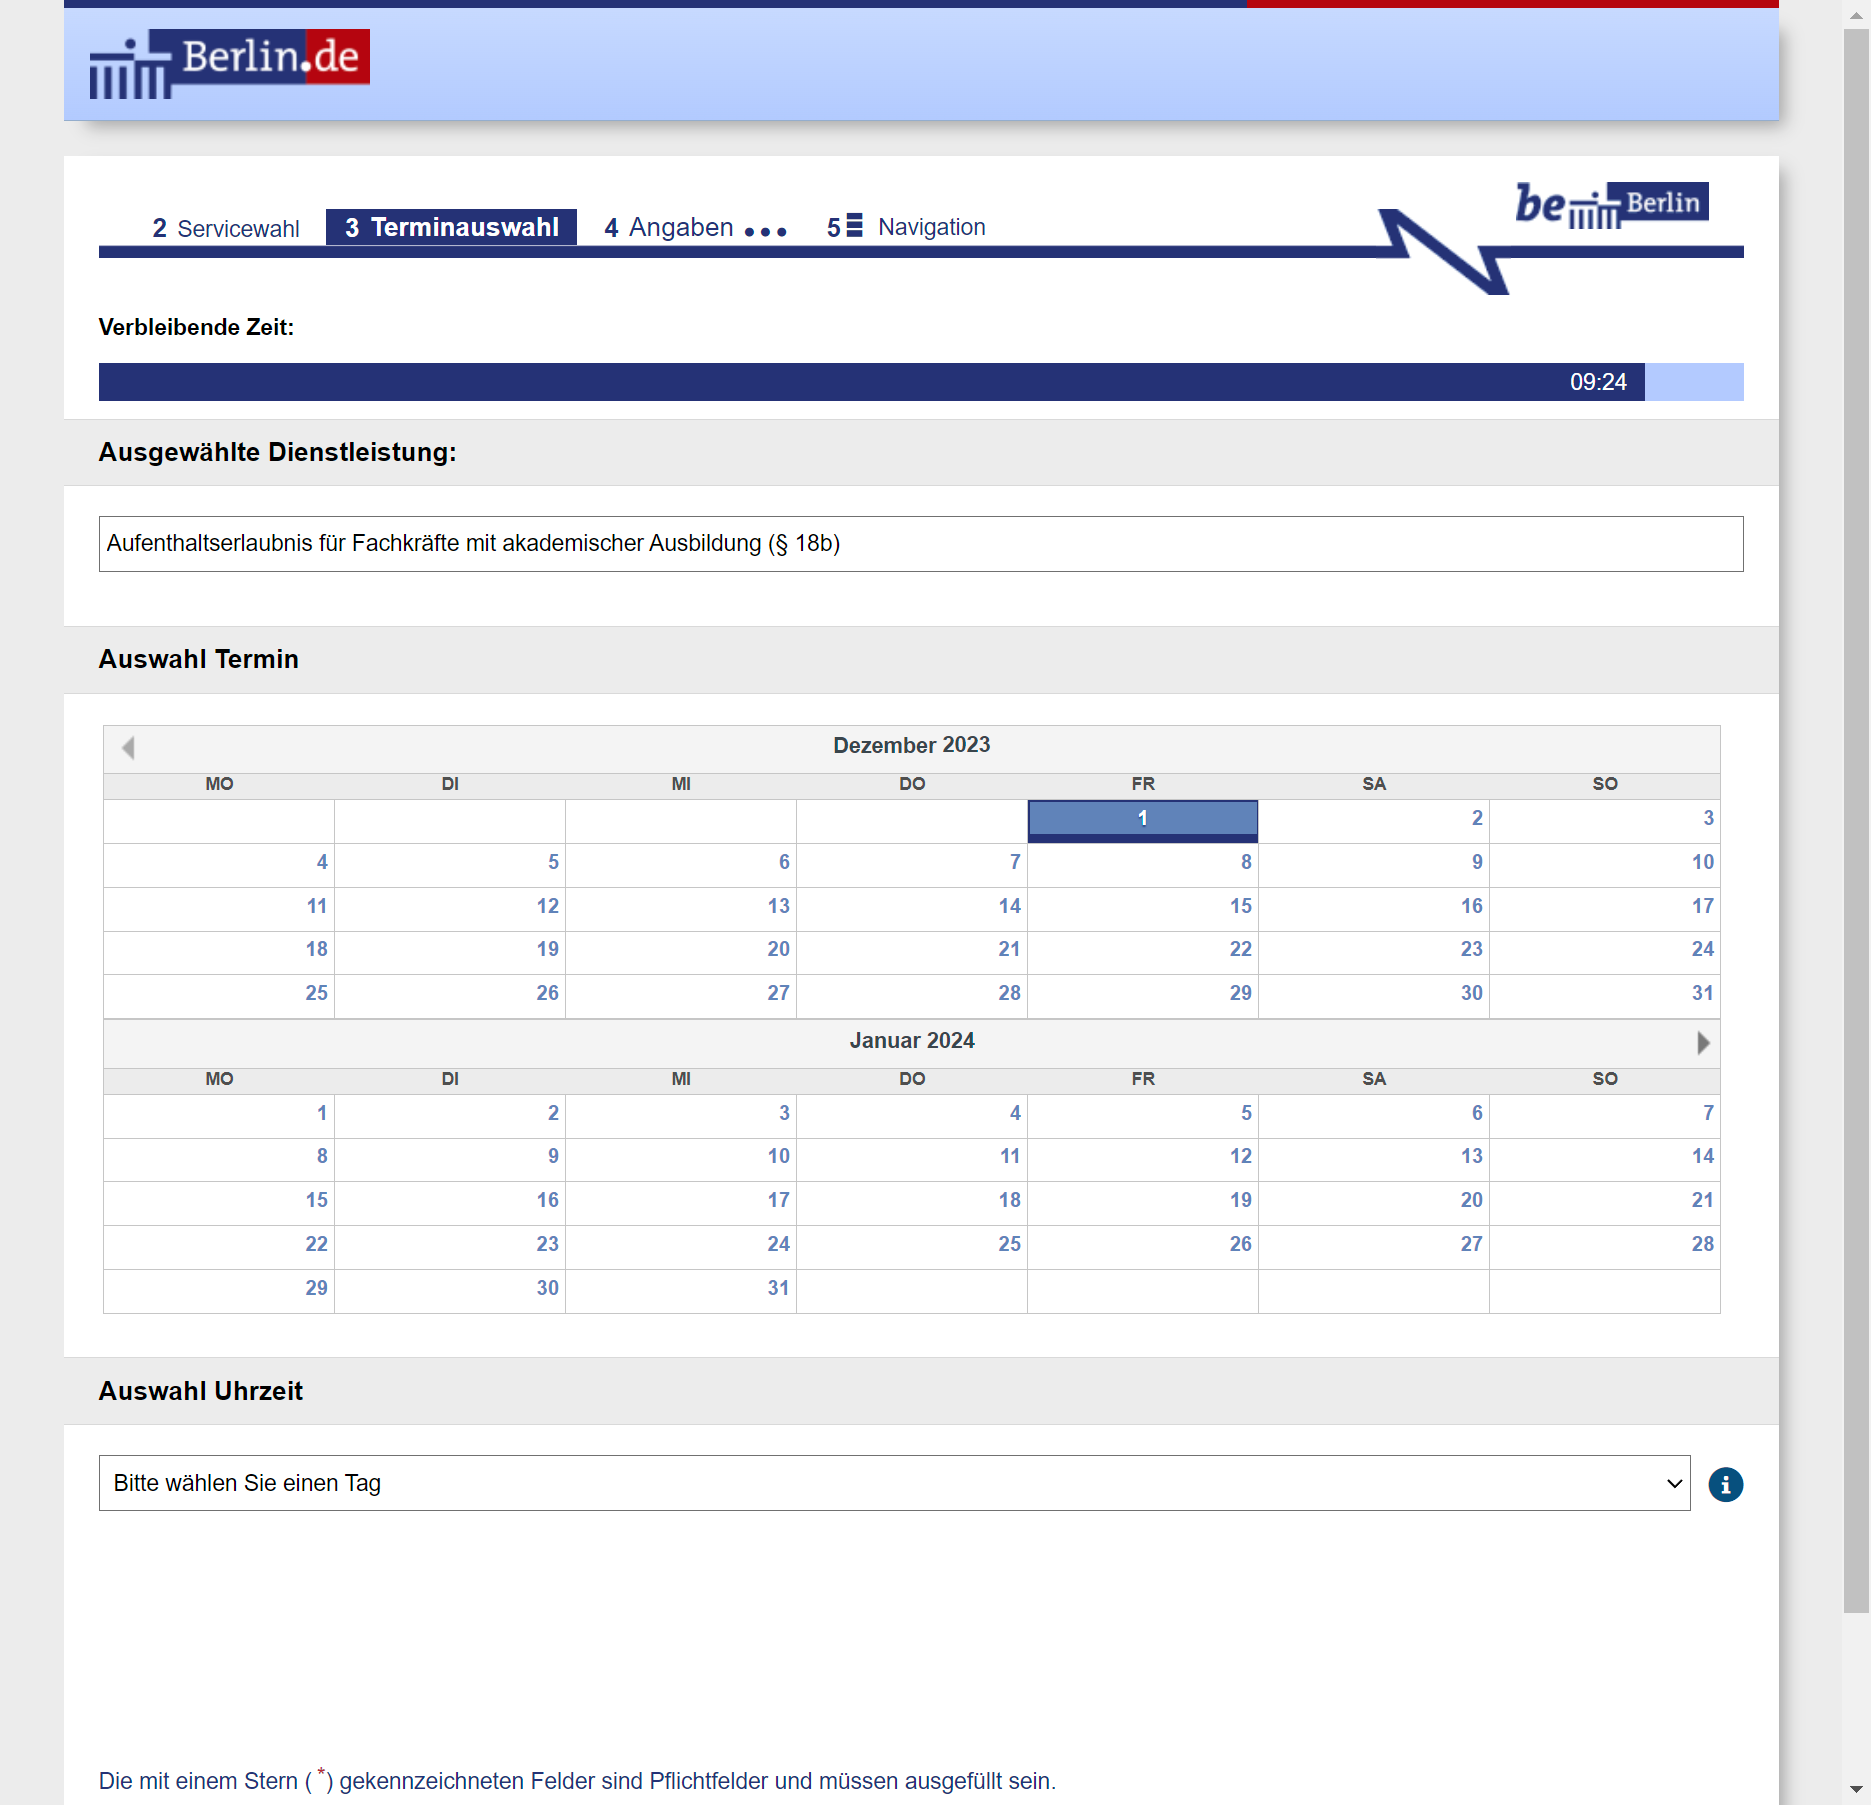 Berlin.de
be Berlin
2 Servicewahl 3 Terminauswahl 4 Angaben ... 5 Navigation
Verbleibende Zeit:
09:24
Ausgewählte Dienstleistung:
Aufenthaltserlaubnis für Fachkräfte mit akademischer Ausbildung (§ 18b)
Auswahl Termin
Dezember 2023
MO DI MI DO FR SA SO
1 2 3
4 5 6 7 8 9 10
11 12 13 14 15 16 17
18 19 20 21 22 23 24
25 26 27 28 29 30 31
Januar 2024
MO DI MI DO FR SA SO
1 2 3 4 5 6 7
8 9 10 11 12 13 14
15 16 17 18 19 20 21
22 23 24 25 26 27 28
29 30 31
Auswahl Uhrzeit
Bitte wählen Sie einen Tag
Die mit einem Stern ( *) gekennzeichneten Felder sind Pflichtfelder und müssen ausgefüllt sein.